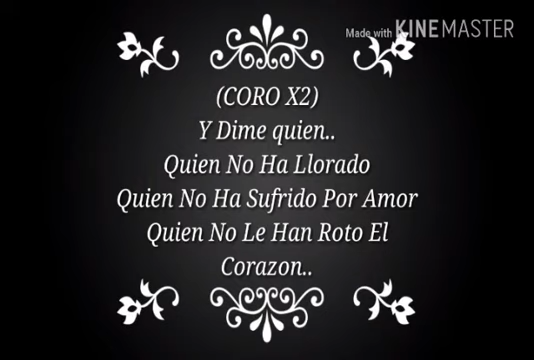 Made with KINEMASTER
(CORO X2)
Y Dime quien..
Quien No Ha Llorado
Quien No Ha Sufrido Por Amor
Quien No Le Han Roto El
Corazon..